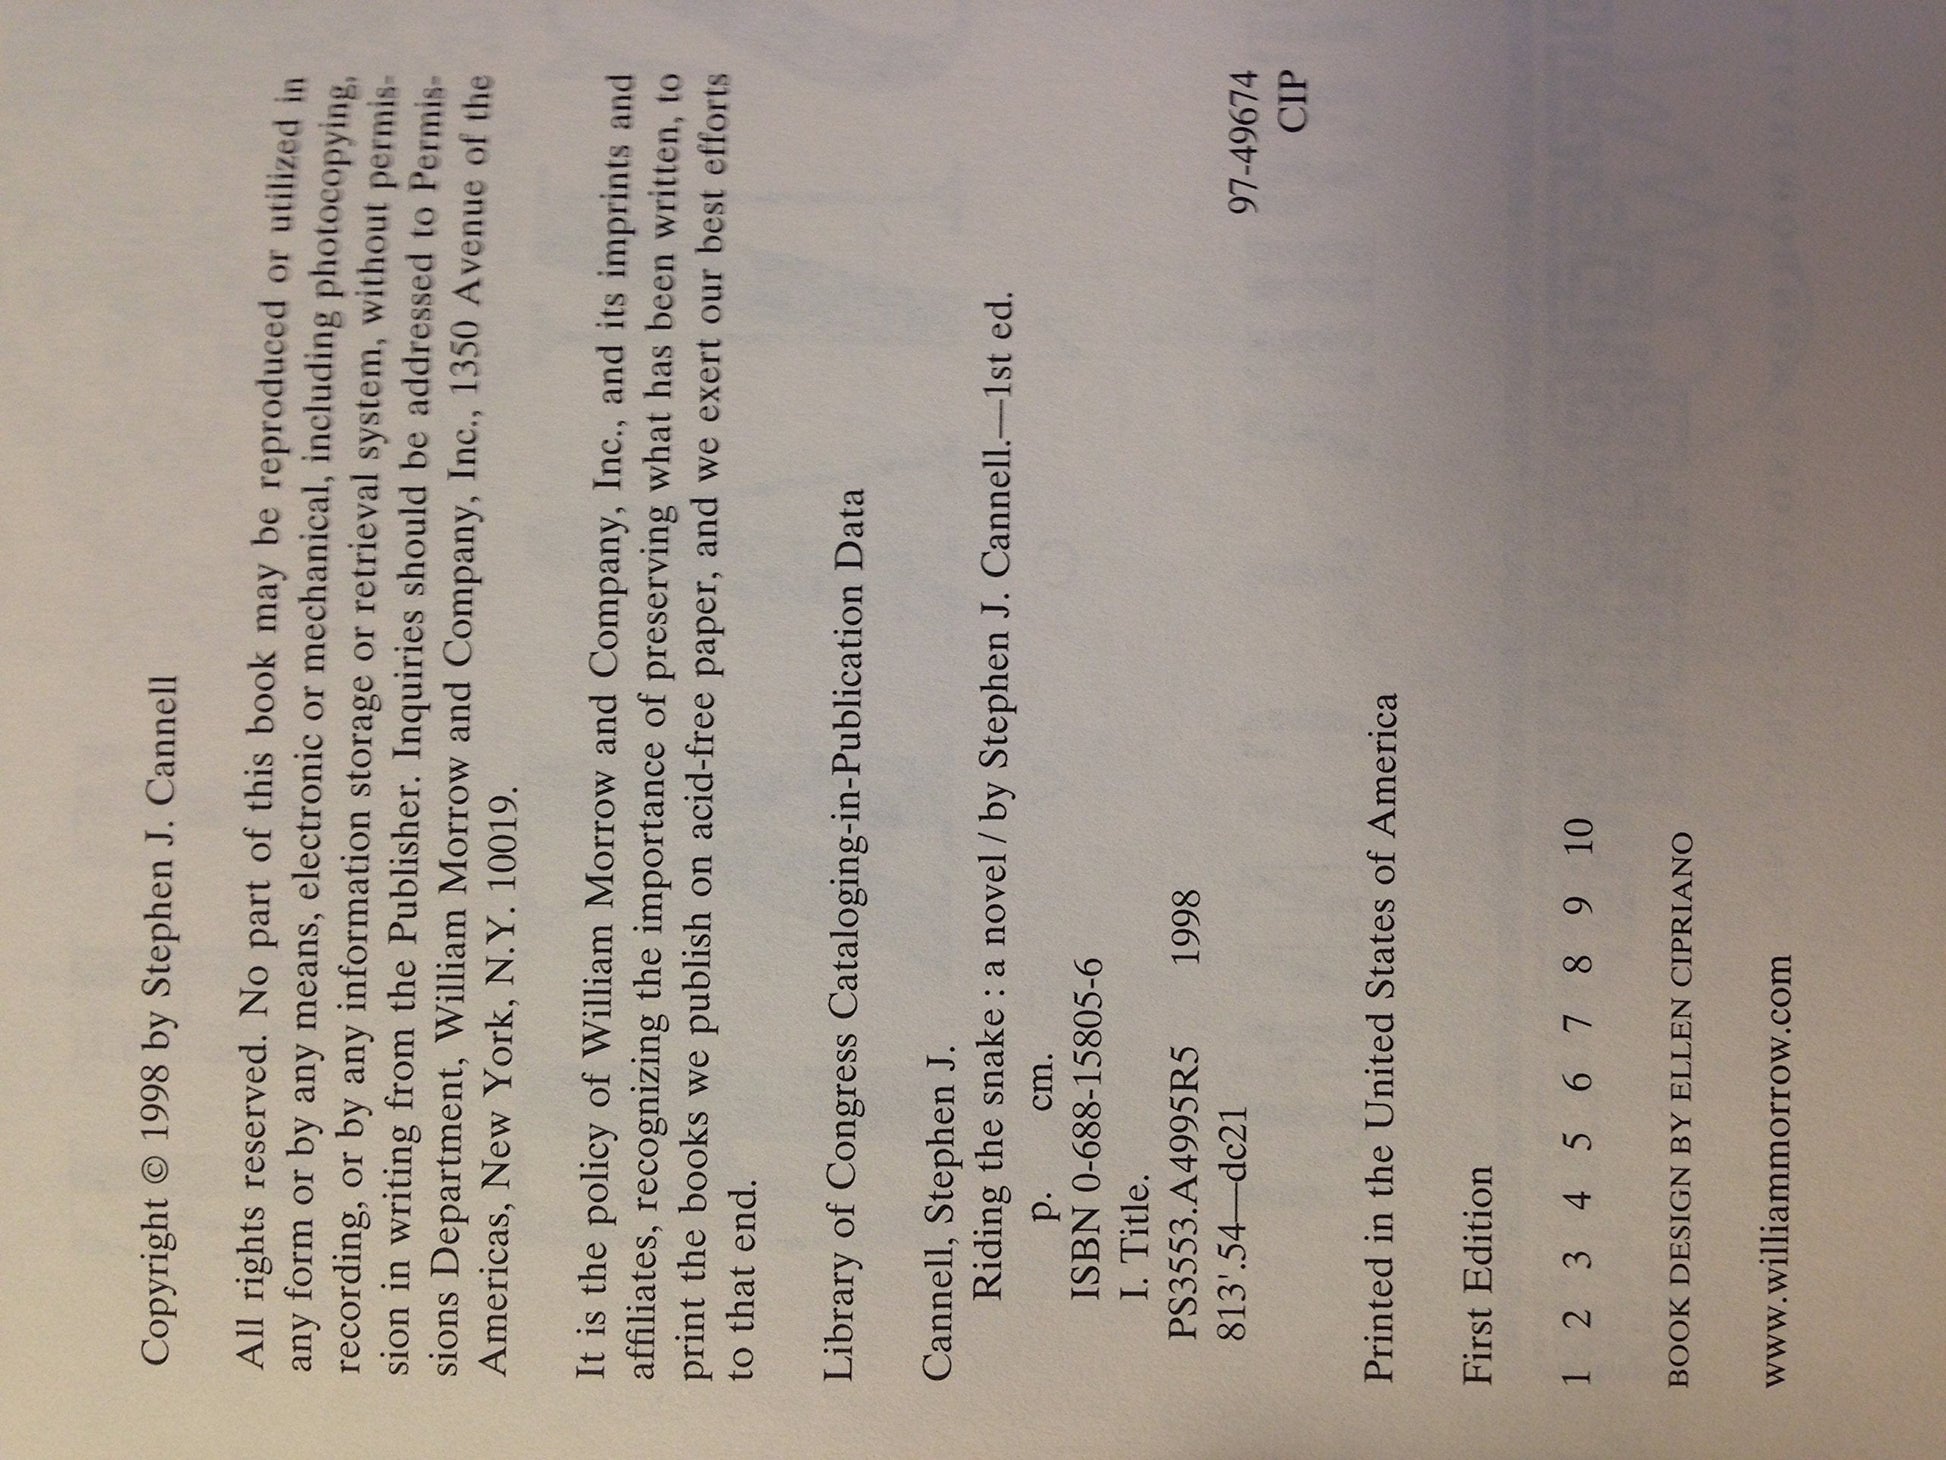 Copyright © 1998 by Stephen J. Cannell
All rights reserved. No part of this book may be reproduced or utilized in
any form or by any means, electronic or mechanical, including photocopying,
recording, or by any information storage or retrieval system, without permis-
sion in writing from the Publisher. Inquiries should be addressed to Permis-
sions Department, William Morrow and Company, Inc., 1350 Avenue of the
Americas, New York, N.Y. 10019.
It is the policy of William Morrow and Company, Inc., and its imprints and
affiliates, recognizing the importance of preserving what has been written, to
print the books we publish on acid-free paper, and we exert our best efforts
to that end.
Library of Congress Cataloging-in-Publication Data
Cannell, Stephen J.
Riding the snake : a novel / by Stephen J. Cannell.—1st ed.
p. cm.
ISBN 0-688-15805-6
I. Title.
PS3553.A4995R5 1998
813'.54—dc21 97-49674
CIP
Printed in the United States of America
First Edition
1 2 3 4 5 6 7 8 9 10
BOOK DESIGN BY ELLEN CIPRIANO
www.williammorrow.com